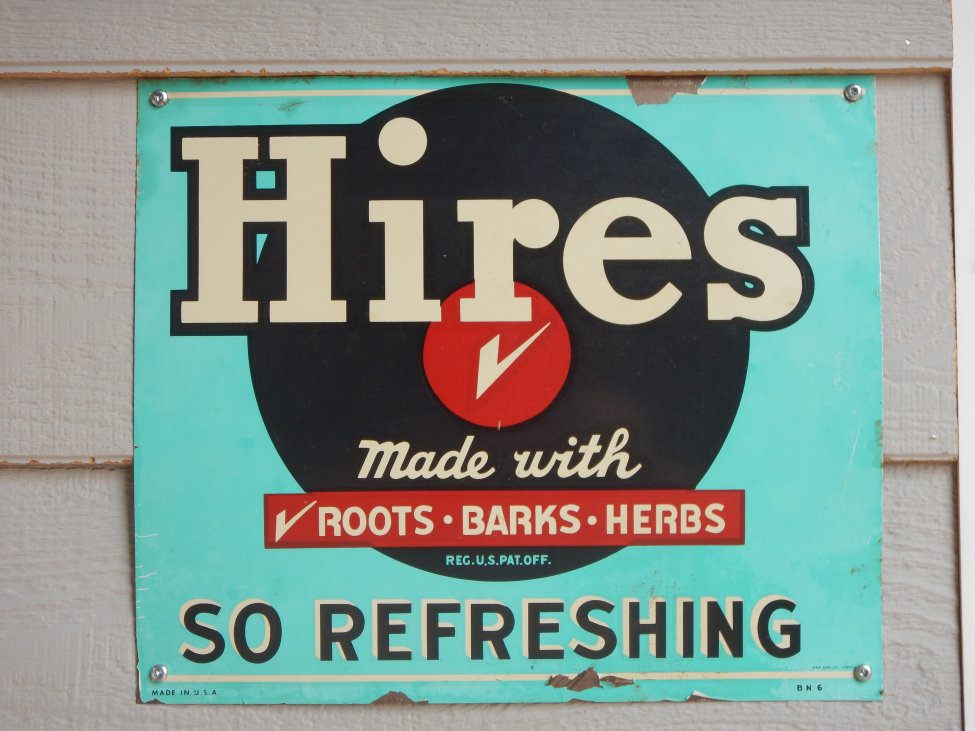 Hires
Made with
ROOTS • BARKS • HERBS
REG.U.S.PAT.OFF.
SO REFRESHING
MADE IN U.S.A.
BN 6